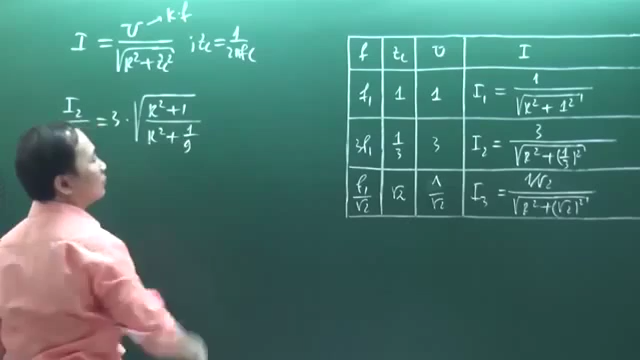 U → k.f
I = U / √(R² + Zc²) ; Zc = 1 / 2πfC
I₂ / = 3 · √((R² + 1) / (R² + 1/9))
f | Zc | U | I
f₁ | 1 | 1 | I₁ = 1 / √(R² + 1²)
3f₁ | 1/3 | 3 | I₂ = 3 / √(R² + (1/3)²)
f₁/√2 | √2 | 1/√2 | I₃ = 1/√2 / √(R² + (√2)²)